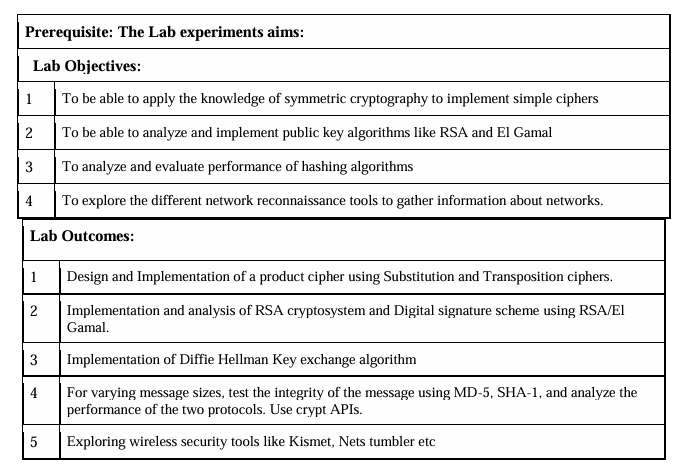 Prerequisite: The Lab experiments aims:
Lab Objectives:
1 To be able to apply the knowledge of symmetric cryptography to implement simple ciphers
2 To be able to analyze and implement public key algorithms like RSA and El Gamal
3 To analyze and evaluate performance of hashing algorithms
4 To explore the different network reconnaissance tools to gather information about networks.
Lab Outcomes:
1 Design and Implementation of a product cipher using Substitution and Transposition ciphers.
2 Implementation and analysis of RSA cryptosystem and Digital signature scheme using RSA/El
Gamal.
3 Implementation of Diffie Hellman Key exchange algorithm
4 For varying message sizes, test the integrity of the message using MD-5, SHA-1, and analyze the
performance of the two protocols. Use crypt APIs.
5 Exploring wireless security tools like Kismet, Nets tumbler etc